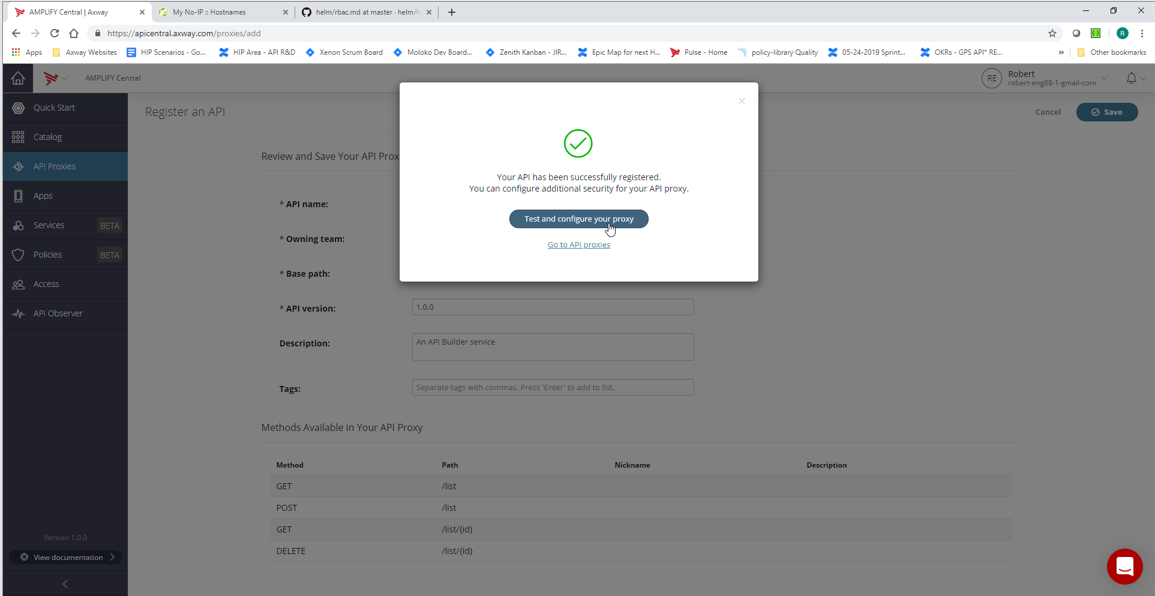 AMPLIFY Central | Axway
My No-IP :: Hostnames
helm/rbac.md at master · helm/h
https://apicentral.axway.com/proxies/add
Apps
Axway Websites
HIP Scenarios - Go...
HIP Area - API R&D
Xenon Scrum Board
Moloko Dev Board...
Zenith Kanban - JIR...
Epic Map for next H...
Pulse - Home
policy-library Quality
05-24-2019 Sprint...
OKRs - GPS API* RE...
»
Other bookmarks
AMPLIFY Central
RE
Robert
robert-eng88-1-gmail-com
Quick Start
Catalog
API Proxies
Apps
Services BETA
Policies BETA
Access
API Observer
Version 1.0.0
View documentation
Register an API
Cancel
Save
Review and Save Your API Prox
* API name:
* Owning team:
* Base path:
* API version: 1.0.0
Description: An API Builder service
Tags: Separate tags with commas. Press 'Enter' to add to list.
Your API has been successfully registered.
You can configure additional security for your API proxy.
Test and configure your proxy
Go to API proxies
Methods Available in Your API Proxy
Method Path Nickname Description
GET /list
POST /list
GET /list/{id}
DELETE /list/{id}